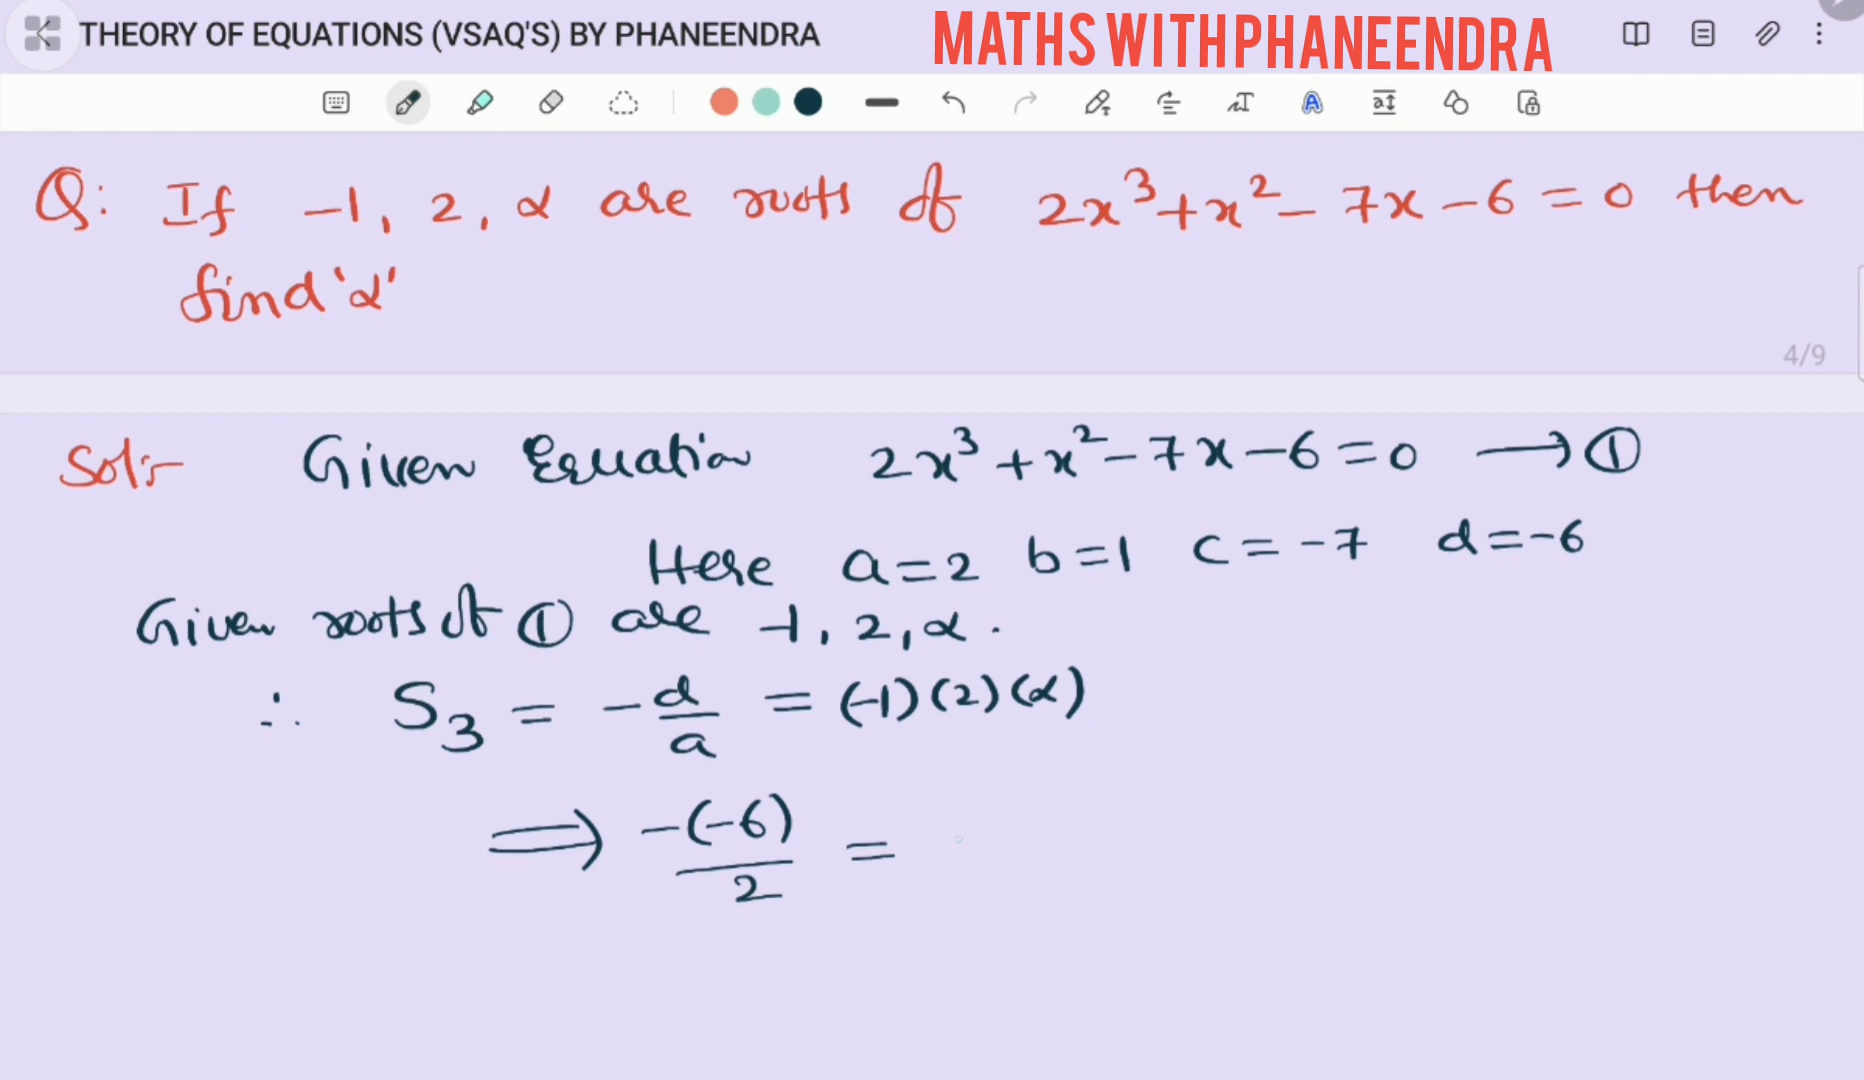 THEORY OF EQUATIONS (VSAQ'S) BY PHANEENDRA
MATHS WITH PHANEENDRA
Q: If -1, 2, α are roots of 2x³+x²-7x-6=0 then
find 'α'
4/9
Sol:- Given Equation 2x³+x²-7x-6=0 → ①
Here a=2 b=1 c=-7 d=-6
Given roots of ① are -1, 2, α.
∴ S₃ = -d/a = (-1)(2)(α)
⟹ -(-6)/2 =